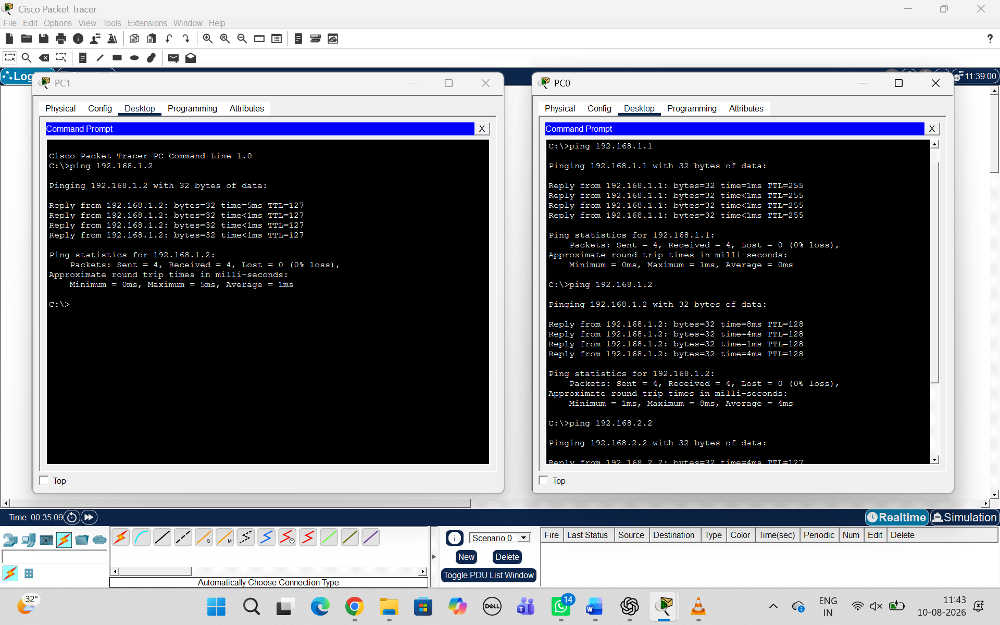 Cisco Packet Tracer
File Edit Options View Tools Extensions Window Help
?
Log
11:39:00
PC1
Physical Config Desktop Programming Attributes
Command Prompt X
Cisco Packet Tracer PC Command Line 1.0
C:\>ping 192.168.1.2
Pinging 192.168.1.2 with 32 bytes of data:
Reply from 192.168.1.2: bytes=32 time=5ms TTL=127
Reply from 192.168.1.2: bytes=32 time<1ms TTL=127
Reply from 192.168.1.2: bytes=32 time<1ms TTL=127
Reply from 192.168.1.2: bytes=32 time<1ms TTL=127
Ping statistics for 192.168.1.2:
Packets: Sent = 4, Received = 4, Lost = 0 (0% loss),
Approximate round trip times in milli-seconds:
Minimum = 0ms, Maximum = 5ms, Average = 1ms
C:\>
Top
PC0
Physical Config Desktop Programming Attributes
Command Prompt X
C:\>ping 192.168.1.1
Pinging 192.168.1.1 with 32 bytes of data:
Reply from 192.168.1.1: bytes=32 time=1ms TTL=255
Reply from 192.168.1.1: bytes=32 time<1ms TTL=255
Reply from 192.168.1.1: bytes=32 time<1ms TTL=255
Reply from 192.168.1.1: bytes=32 time<1ms TTL=255
Ping statistics for 192.168.1.1:
Packets: Sent = 4, Received = 4, Lost = 0 (0% loss),
Approximate round trip times in milli-seconds:
Minimum = 0ms, Maximum = 1ms, Average = 0ms
C:\>ping 192.168.1.2
Pinging 192.168.1.2 with 32 bytes of data:
Reply from 192.168.1.2: bytes=32 time=8ms TTL=128
Reply from 192.168.1.2: bytes=32 time=4ms TTL=128
Reply from 192.168.1.2: bytes=32 time=1ms TTL=128
Reply from 192.168.1.2: bytes=32 time=4ms TTL=128
Ping statistics for 192.168.1.2:
Packets: Sent = 4, Received = 4, Lost = 0 (0% loss),
Approximate round trip times in milli-seconds:
Minimum = 1ms, Maximum = 8ms, Average = 4ms
C:\>ping 192.168.2.2
Pinging 192.168.2.2 with 32 bytes of data:
Reply from 192.168.2.2: bytes=32 time=4ms TTL=127
Top
Time: 00:35:09
Realtime Simulation
S M
Automatically Choose Connection Type
Scenario 0
New Delete
Toggle PDU List Window
Fire Last Status Source Destination Type Color Time(sec) Periodic Num Edit Delete
32°
DELL
T
14
W
ENG
IN
11:43
10-08-2026